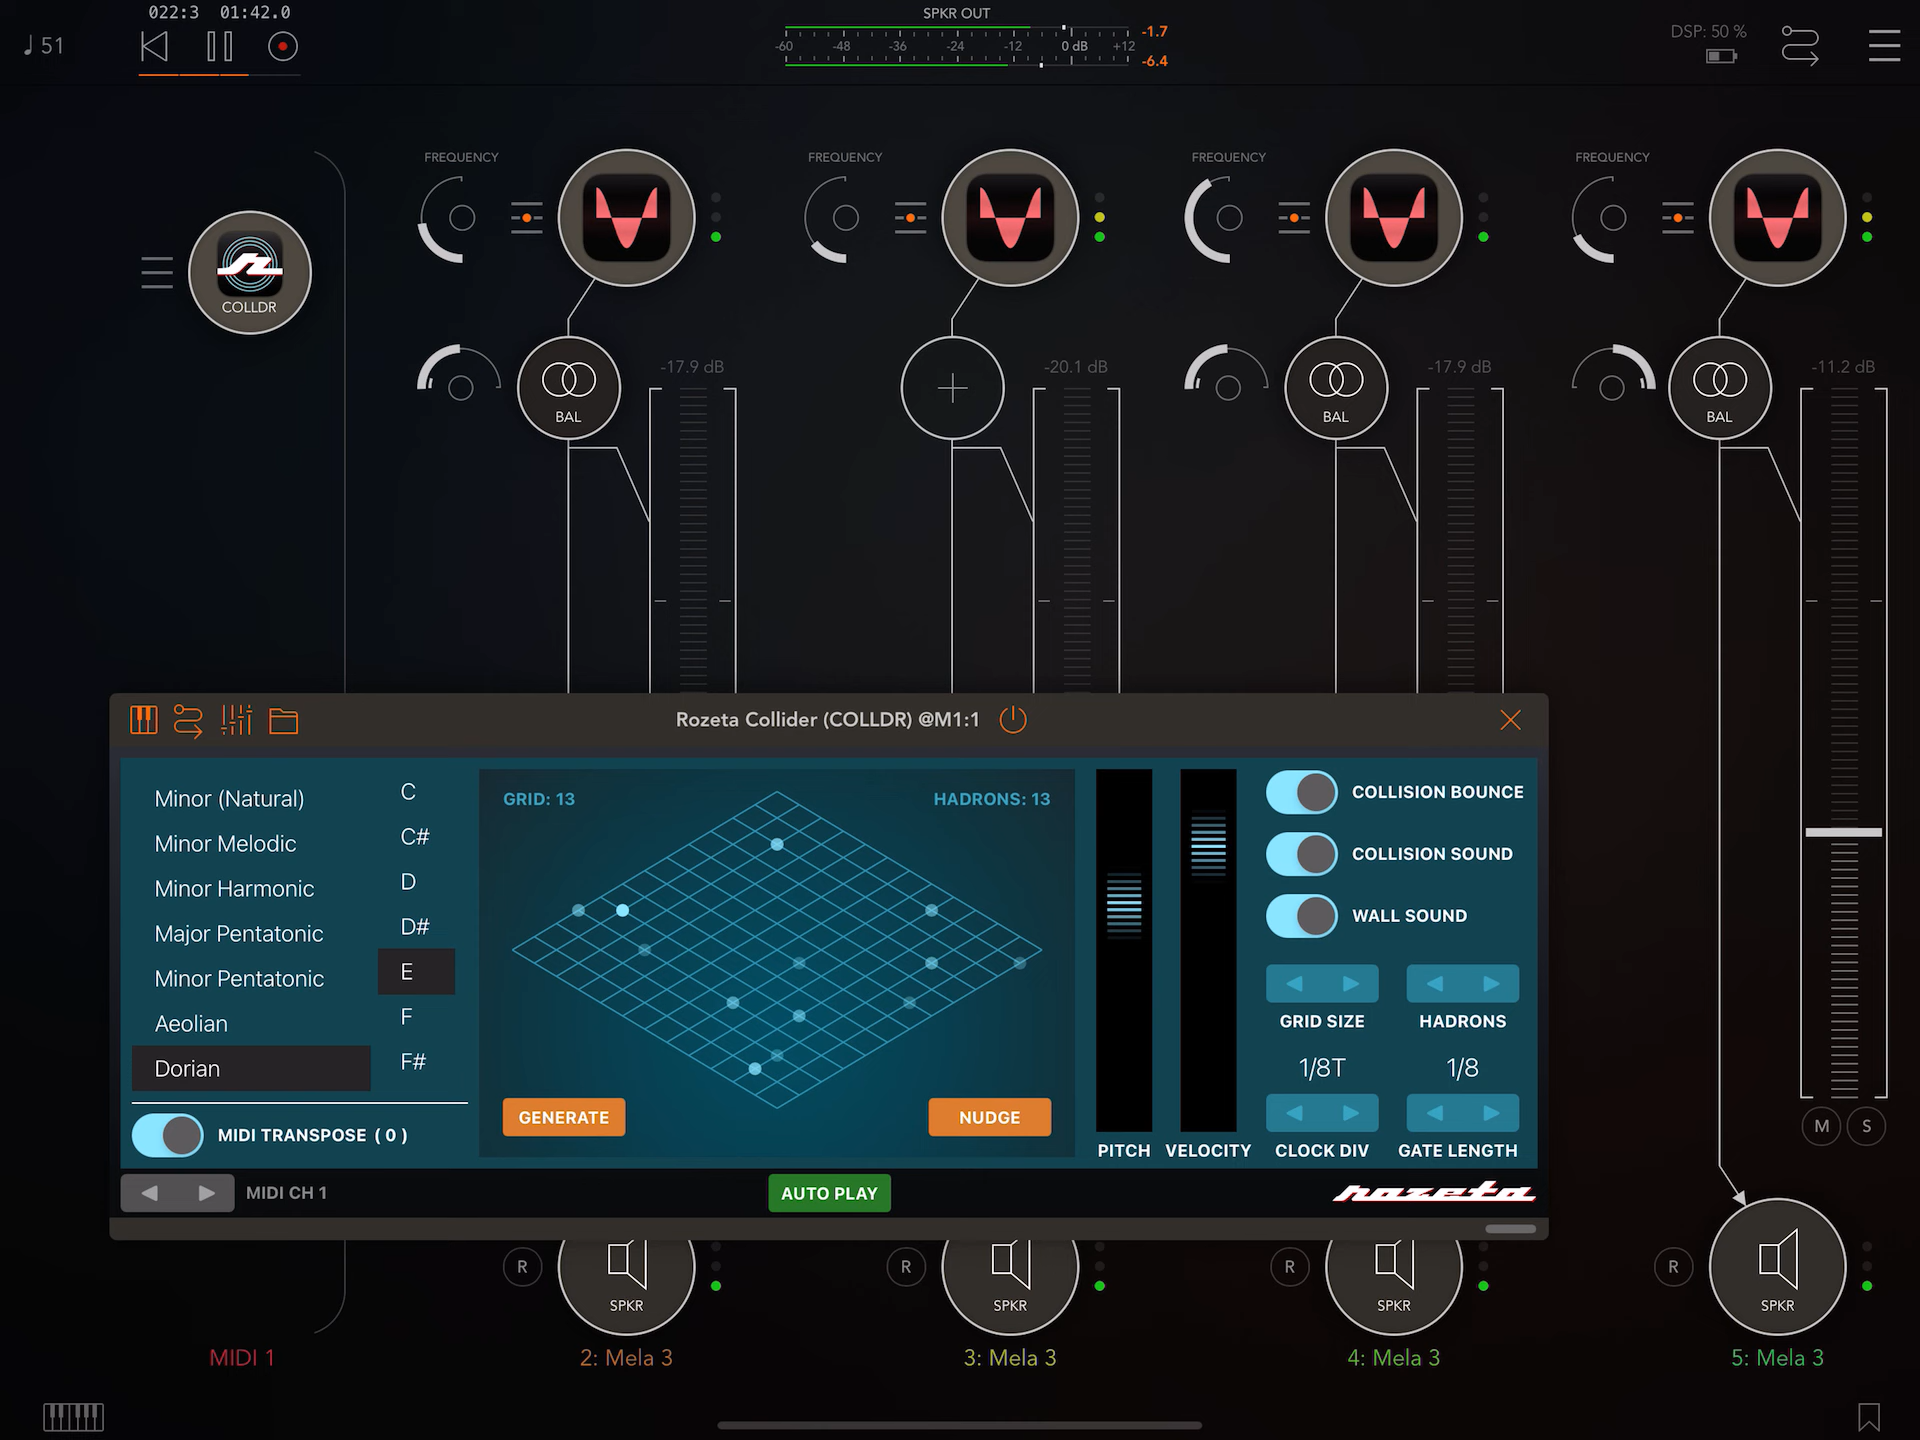 022:3 01:42.0
51
SPKR OUT
-60 -48 -36 -24 -12 0 dB +12
-1.7
-6.4
DSP: 50 %
FREQUENCY
FREQUENCY
FREQUENCY
FREQUENCY
COLLDR
BAL
-17.9 dB
-20.1 dB
BAL
-17.9 dB
BAL
-11.2 dB
Rozeta Collider (COLLDR) @M1:1
Minor (Natural)
Minor Melodic
Minor Harmonic
Major Pentatonic
Minor Pentatonic
Aeolian
Dorian
C
C#
D
D#
E
F
F#
MIDI TRANSPOSE ( 0 )
GRID: 13
HADRONS: 13
GENERATE
NUDGE
PITCH
VELOCITY
COLLISION BOUNCE
COLLISION SOUND
WALL SOUND
GRID SIZE
HADRONS
1/8T
1/8
CLOCK DIV
GATE LENGTH
MIDI CH 1
AUTO PLAY
rozeta
M S
R
SPKR
R
SPKR
R
SPKR
R
SPKR
MIDI 1
2: Mela 3
3: Mela 3
4: Mela 3
5: Mela 3